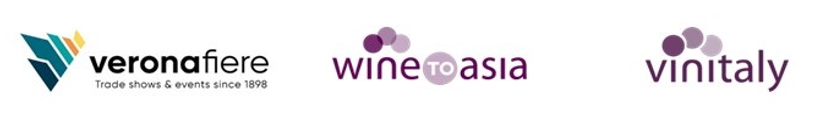 veronafiere
Trade shows & events since 1898
wine TO asia
vinitaly